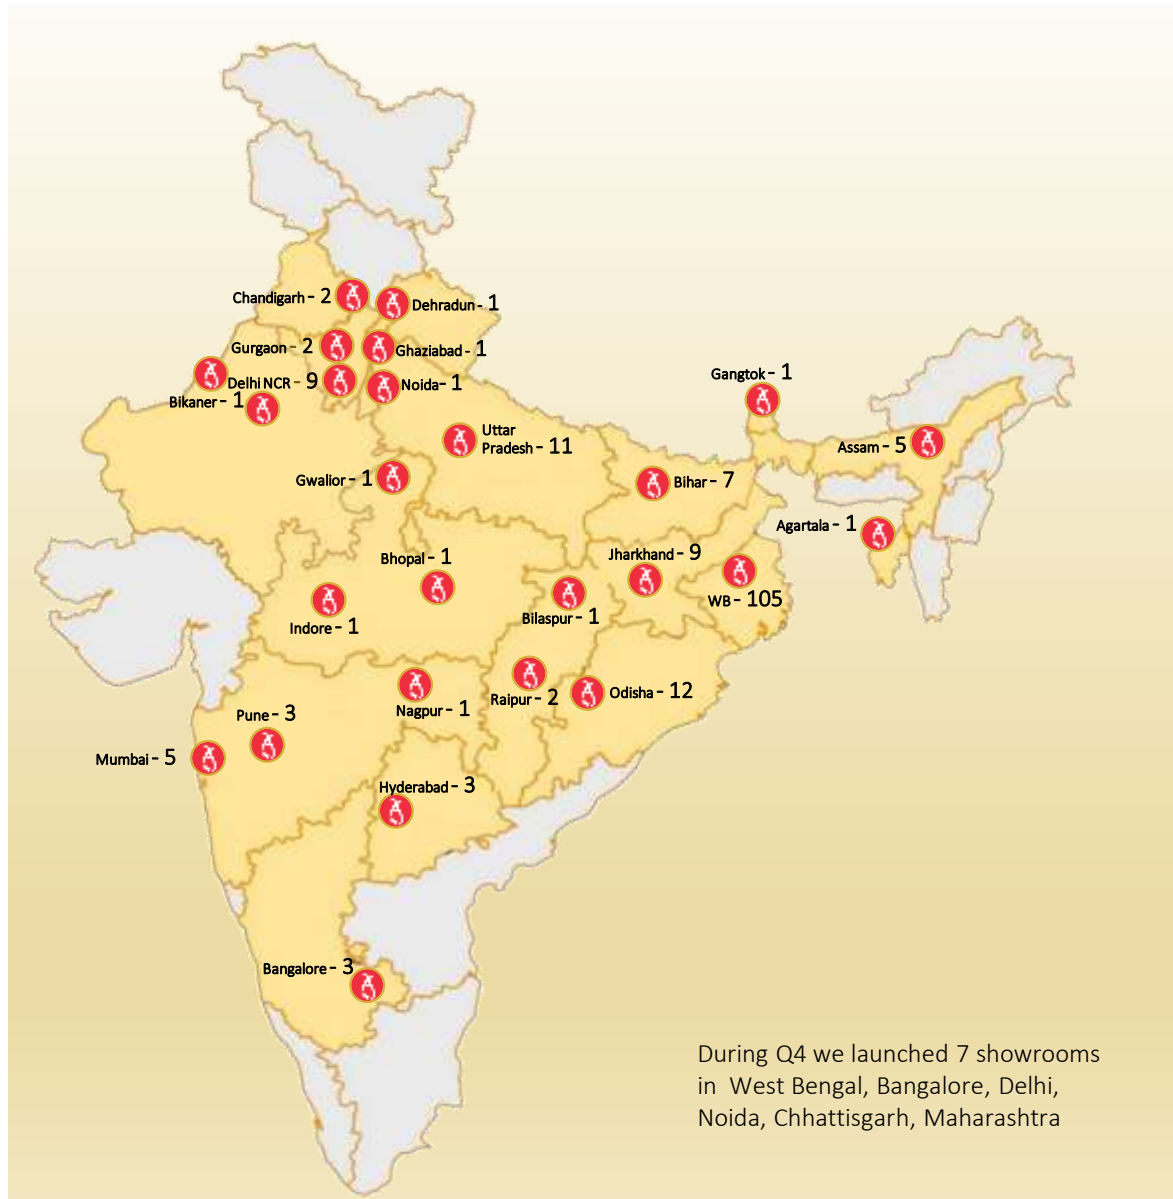 Chandigarh - 2
Dehradun - 1
Gurgaon - 2
Ghaziabad - 1
Delhi NCR - 9
Noida - 1
Bikaner - 1
Gangtok - 1
Uttar
Pradesh - 11
Assam - 5
Gwalior - 1
Bihar - 7
Agartala - 1
Bhopal - 1
Jharkhand - 9
WB - 105
Bilaspur - 1
Indore - 1
Raipur - 2
Odisha - 12
Nagpur - 1
Pune - 3
Mumbai - 5
Hyderabad - 3
Bangalore - 3
During Q4 we launched 7 showrooms
in West Bengal, Bangalore, Delhi,
Noida, Chhattisgarh, Maharashtra